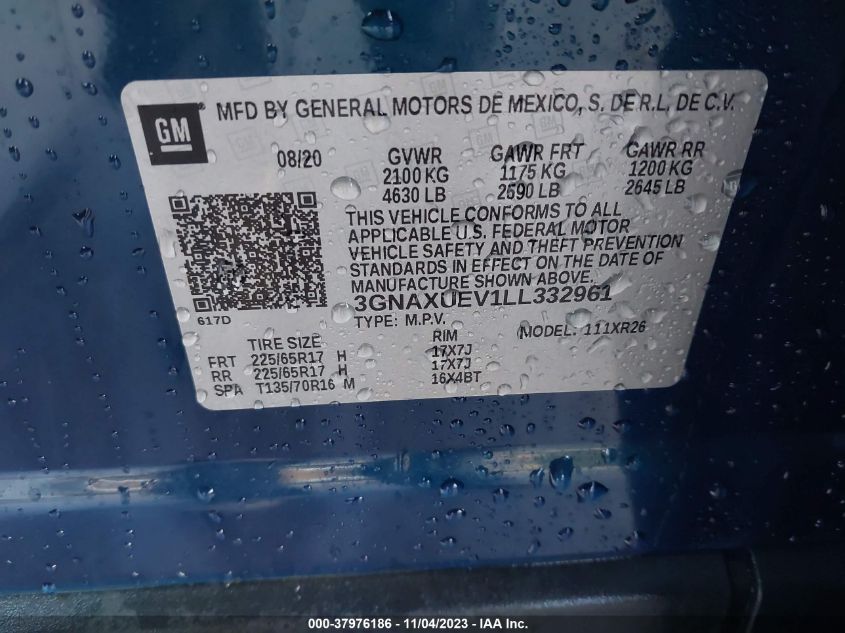 GM MFD BY GENERAL MOTORS DE MEXICO, S. DE R.L. DE C.V.
08/20 GVWR GAWR FRT GAWR RR
2100 KG 1175 KG 1200 KG
4630 LB 2590 LB 2645 LB
THIS VEHICLE CONFORMS TO ALL
APPLICABLE U.S. FEDERAL MOTOR
VEHICLE SAFETY AND THEFT PREVENTION
STANDARDS IN EFFECT ON THE DATE OF
MANUFACTURE SHOWN ABOVE.
3GNAXUEV1LL332961
617D TYPE: M.P.V. MODEL: 111XR26
TIRE SIZE RIM
FRT 225/65R17 H 17X7J
RR 225/65R17 H 17X7J
SPA T135/70R16 M 16X4BT
000-37976186 - 11/04/2023 - IAA Inc.